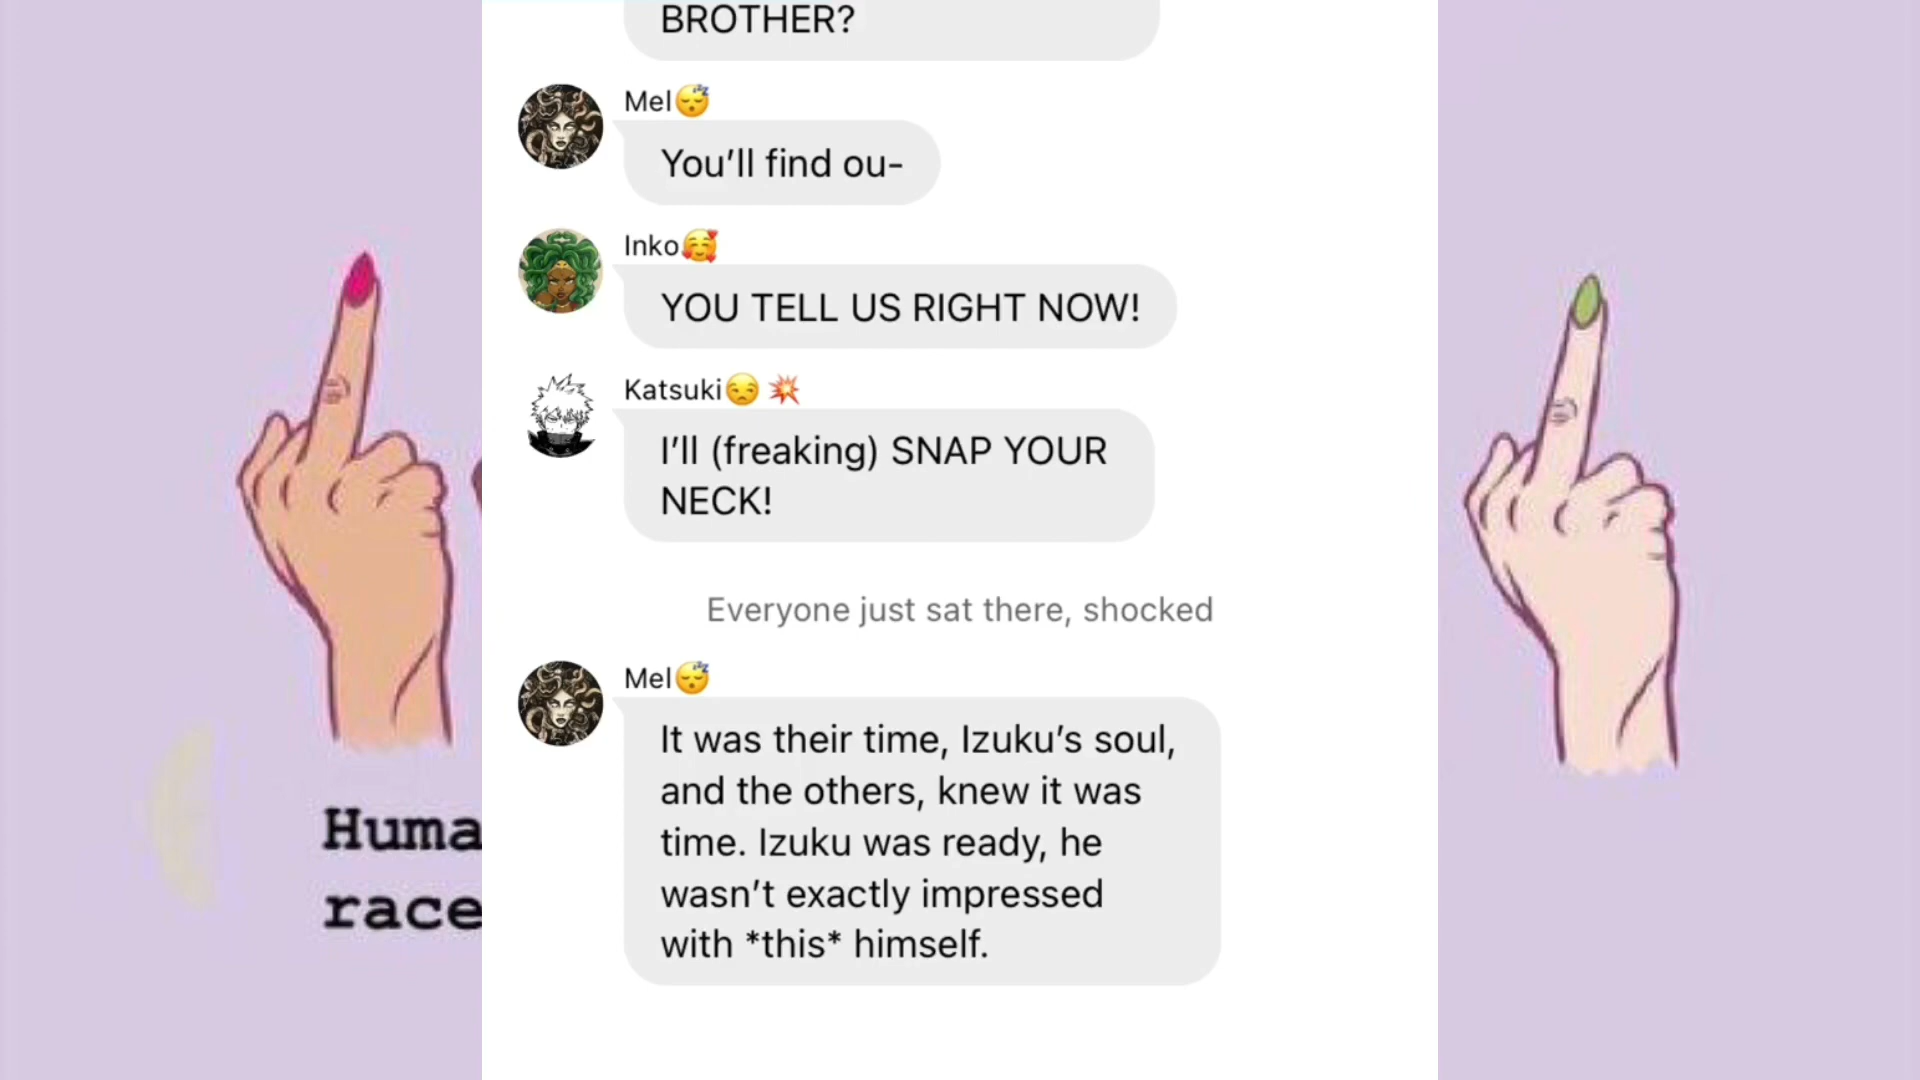 BROTHER?
Mel😴
You’ll find ou-
Inko🥰
YOU TELL US RIGHT NOW!
Katsuki😒 💥
I’ll (freaking) SNAP YOUR
NECK!
Everyone just sat there, shocked
Mel😴
It was their time, Izuku’s soul,
and the others, knew it was
time. Izuku was ready, he
wasn’t exactly impressed
with *this* himself.
Huma
race